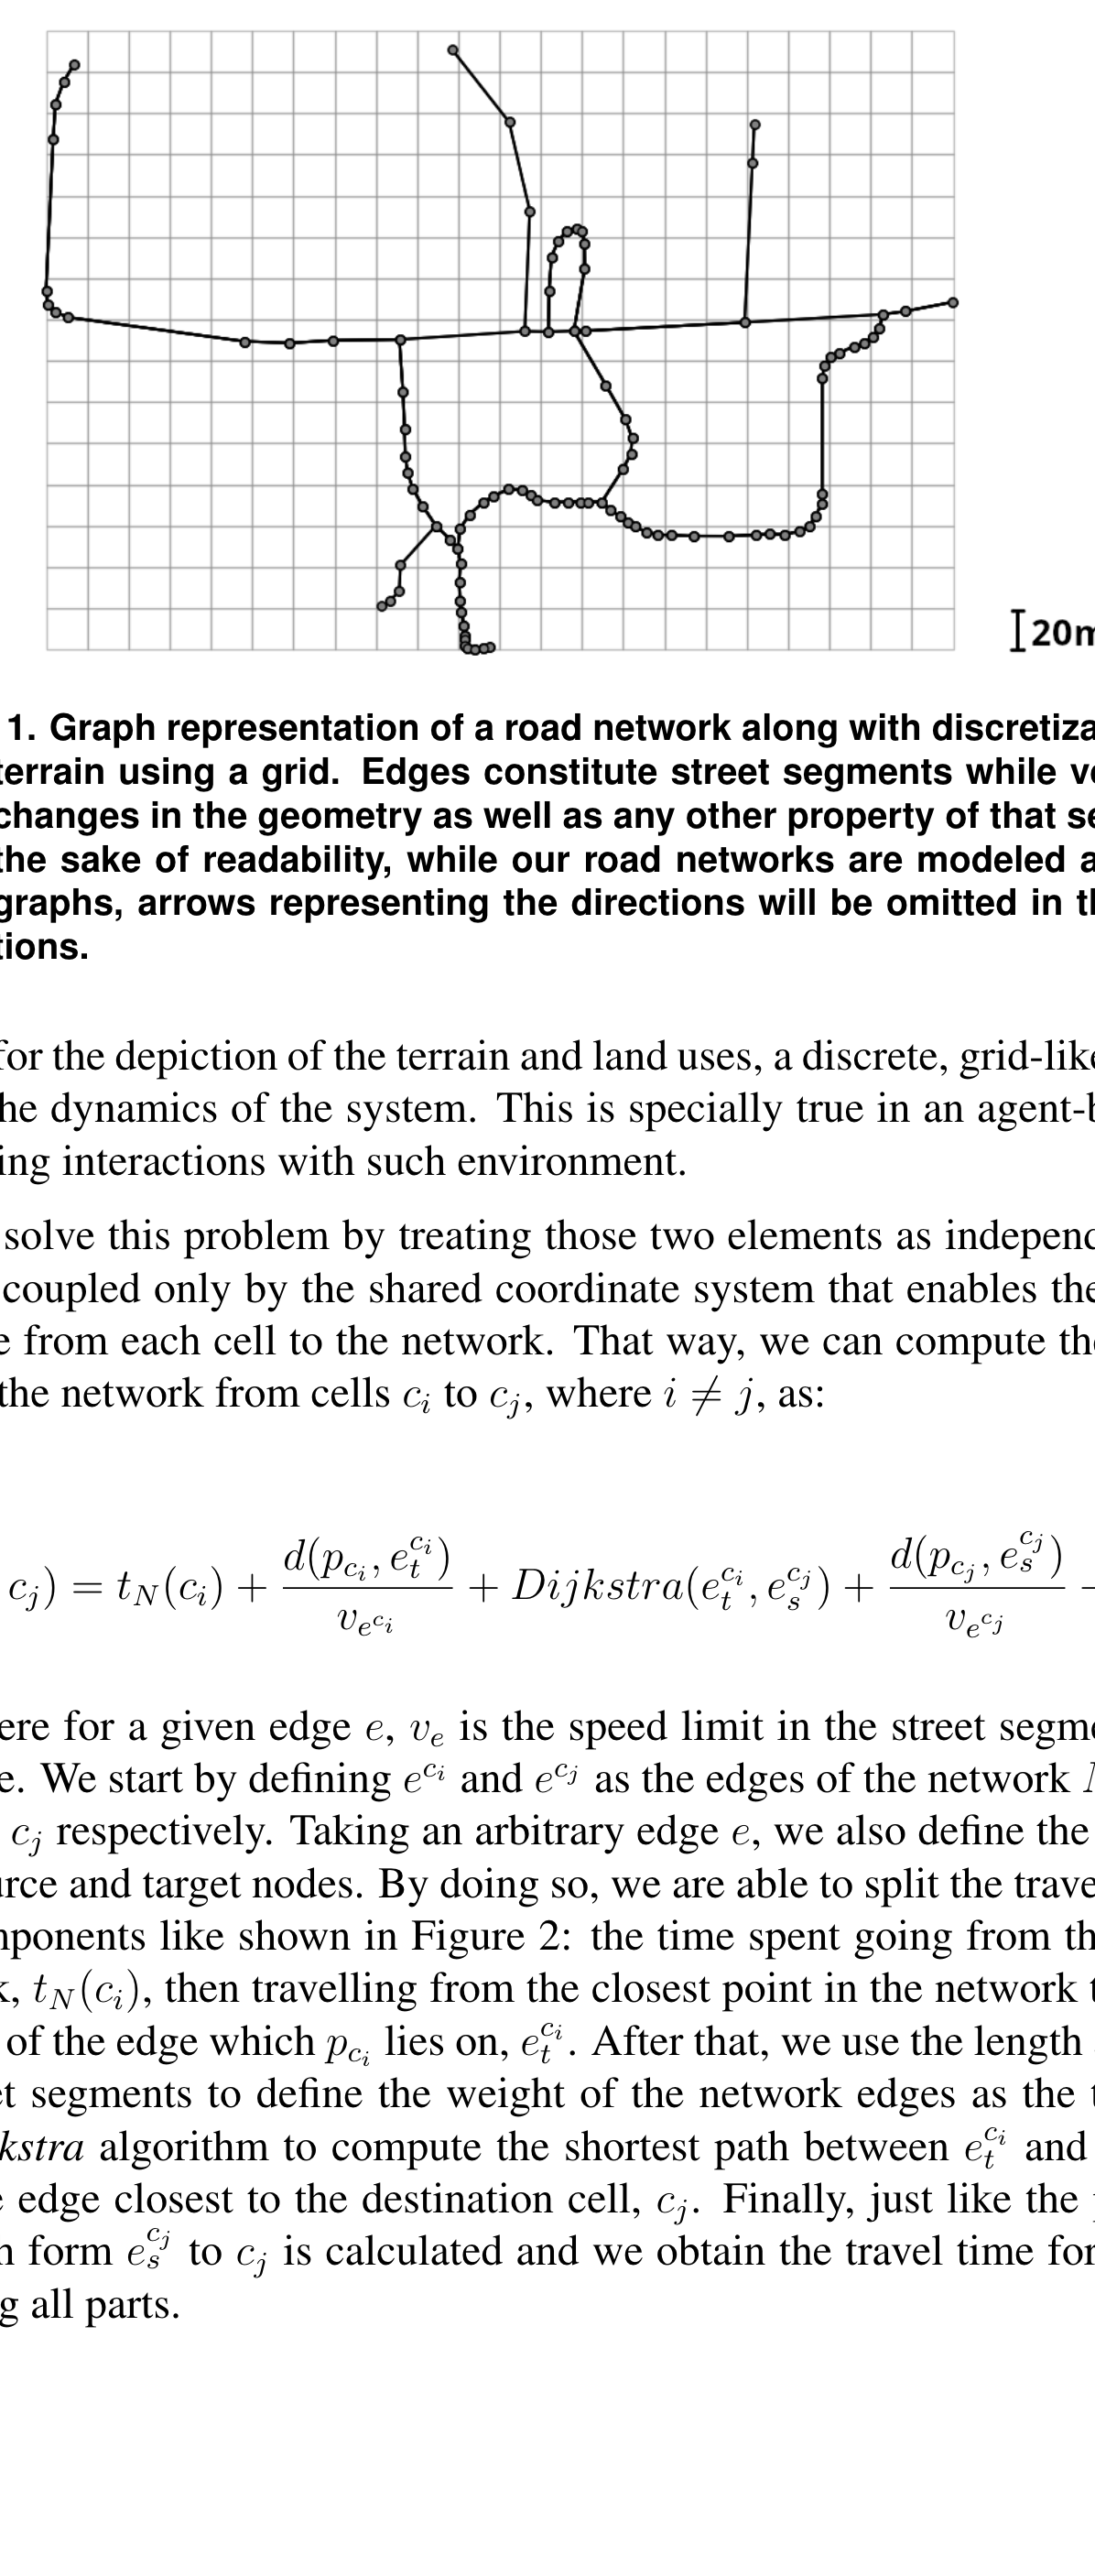 20m
1. Graph representation of a road network along with discretiza
terrain using a grid. Edges constitute street segments while ve
changes in the geometry as well as any other property of that se
the sake of readability, while our road networks are modeled a
graphs, arrows representing the directions will be omitted in th
tions.
for the depiction of the terrain and land uses, a discrete, grid-like
he dynamics of the system. This is specially true in an agent-b
ing interactions with such environment.
solve this problem by treating those two elements as independ
coupled only by the shared coordinate system that enables the
e from each cell to the network. That way, we can compute the
the network from cells c_i to c_j, where i ≠ j, as:
c_j) = t_N(c_i) + d(p_{c_i}, e_t^{c_i}) / v_{e^{c_i}} + Dijkstra(e_t^{c_i}, e_s^{c_j}) + d(p_{c_j}, e_s^{c_j}) / v_{e^{c_j}}
ere for a given edge e, v_e is the speed limit in the street segme
e. We start by defining e^{c_i} and e^{c_j} as the edges of the network
c_j respectively. Taking an arbitrary edge e, we also define the
urce and target nodes. By doing so, we are able to split the trave
mponents like shown in Figure 2: the time spent going from th
k, t_N(c_i), then travelling from the closest point in the network t
of the edge which p_{c_i} lies on, e_t^{c_i}. After that, we use the length
et segments to define the weight of the network edges as the t
kstra algorithm to compute the shortest path between e_t^{c_i} and
e edge closest to the destination cell, c_j. Finally, just like the
n form e_s^{c_j} to c_j is calculated and we obtain the travel time for
g all parts.